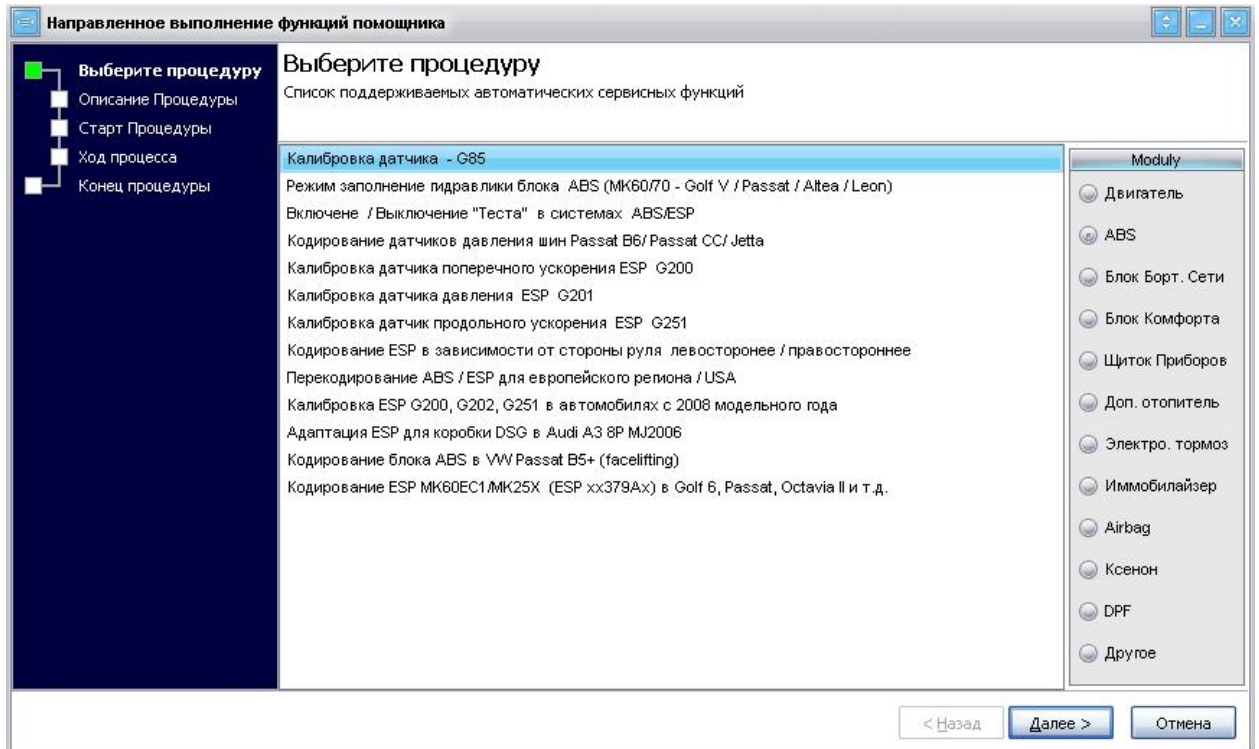 Направленное выполнение функций помощника
Выберите процедуру
Описание Процедуры
Старт Процедуры
Ход процесса
Конец процедуры
Выберите процедуру
Список поддерживаемых автоматических сервисных функций
Калибровка датчика - G85
Режим заполнение гидравлики блока ABS (MK60/70 - Golf V / Passat / Altea / Leon)
Включене / Выключение "Теста" в системах ABS/ESP
Кодирование датчиков давления шин Passat B6/ Passat CC/ Jetta
Калибровка датчика поперечного ускорения ESP G200
Калибровка датчика давления ESP G201
Калибровка датчик продольного ускорения ESP G251
Кодирование ESP в зависимости от стороны руля левосторонее / правостороннее
Перекодирование ABS / ESP для европейского региона / USA
Калибровка ESP G200, G202, G251 в автомобилях с 2008 модельного года
Адаптация ESP для коробки DSG в Audi A3 8P MJ2006
Кодирование блока ABS в VW Passat B5+ (facelifting)
Кодирование ESP MK60EC1/MK25X (ESP xx379Ax) в Golf 6, Passat, Octavia II и т.д.
Moduly
Двигатель
ABS
Блок Борт. Сети
Блок Комфорта
Щиток Приборов
Доп. отопитель
Электро. тормоз
Иммобилайзер
Airbag
Ксенон
DPF
Другое
< Назад
Далее >
Отмена